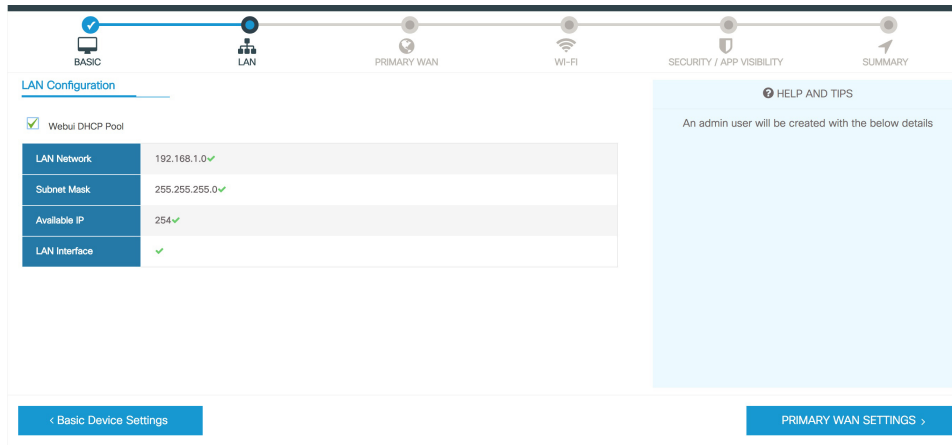 BASIC
LAN
PRIMARY WAN
WI-FI
SECURITY / APP VISIBILITY
SUMMARY
LAN Configuration
Webui DHCP Pool
LAN Network 192.168.1.0
Subnet Mask 255.255.255.0
Available IP 254
LAN Interface
HELP AND TIPS
An admin user will be created with the below details
< Basic Device Settings
PRIMARY WAN SETTINGS >